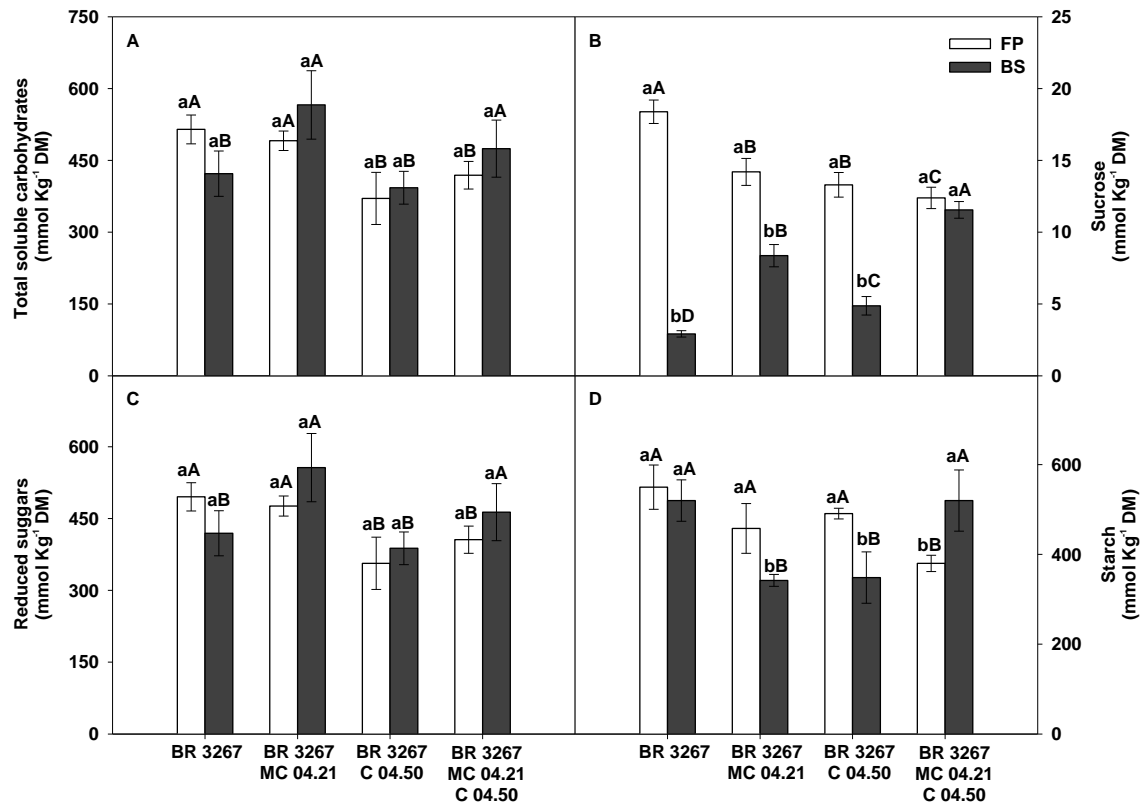 A
Total soluble carbohydrates
(mmol Kg-1 DM)
750
600
450
300
150
0
aA
aB
aA
aA
aB
aB
aB
aA
B
FP
BS
Sucrose
(mmol Kg-1 DM)
25
20
15
10
5
0
aA
bD
aB
bB
aB
bC
aC
aA
C
Reduced suggars
(mmol Kg-1 DM)
600
450
300
150
0
aA
aB
aA
aA
aB
aB
aB
aA
BR 3267
BR 3267
MC 04.21
BR 3267
C 04.50
BR 3267
MC 04.21
C 04.50
D
Starch
(mmol Kg-1 DM)
600
400
200
0
aA
aA
aA
bB
aA
bB
bB
aA
BR 3267
BR 3267
MC 04.21
BR 3267
C 04.50
BR 3267
MC 04.21
C 04.50